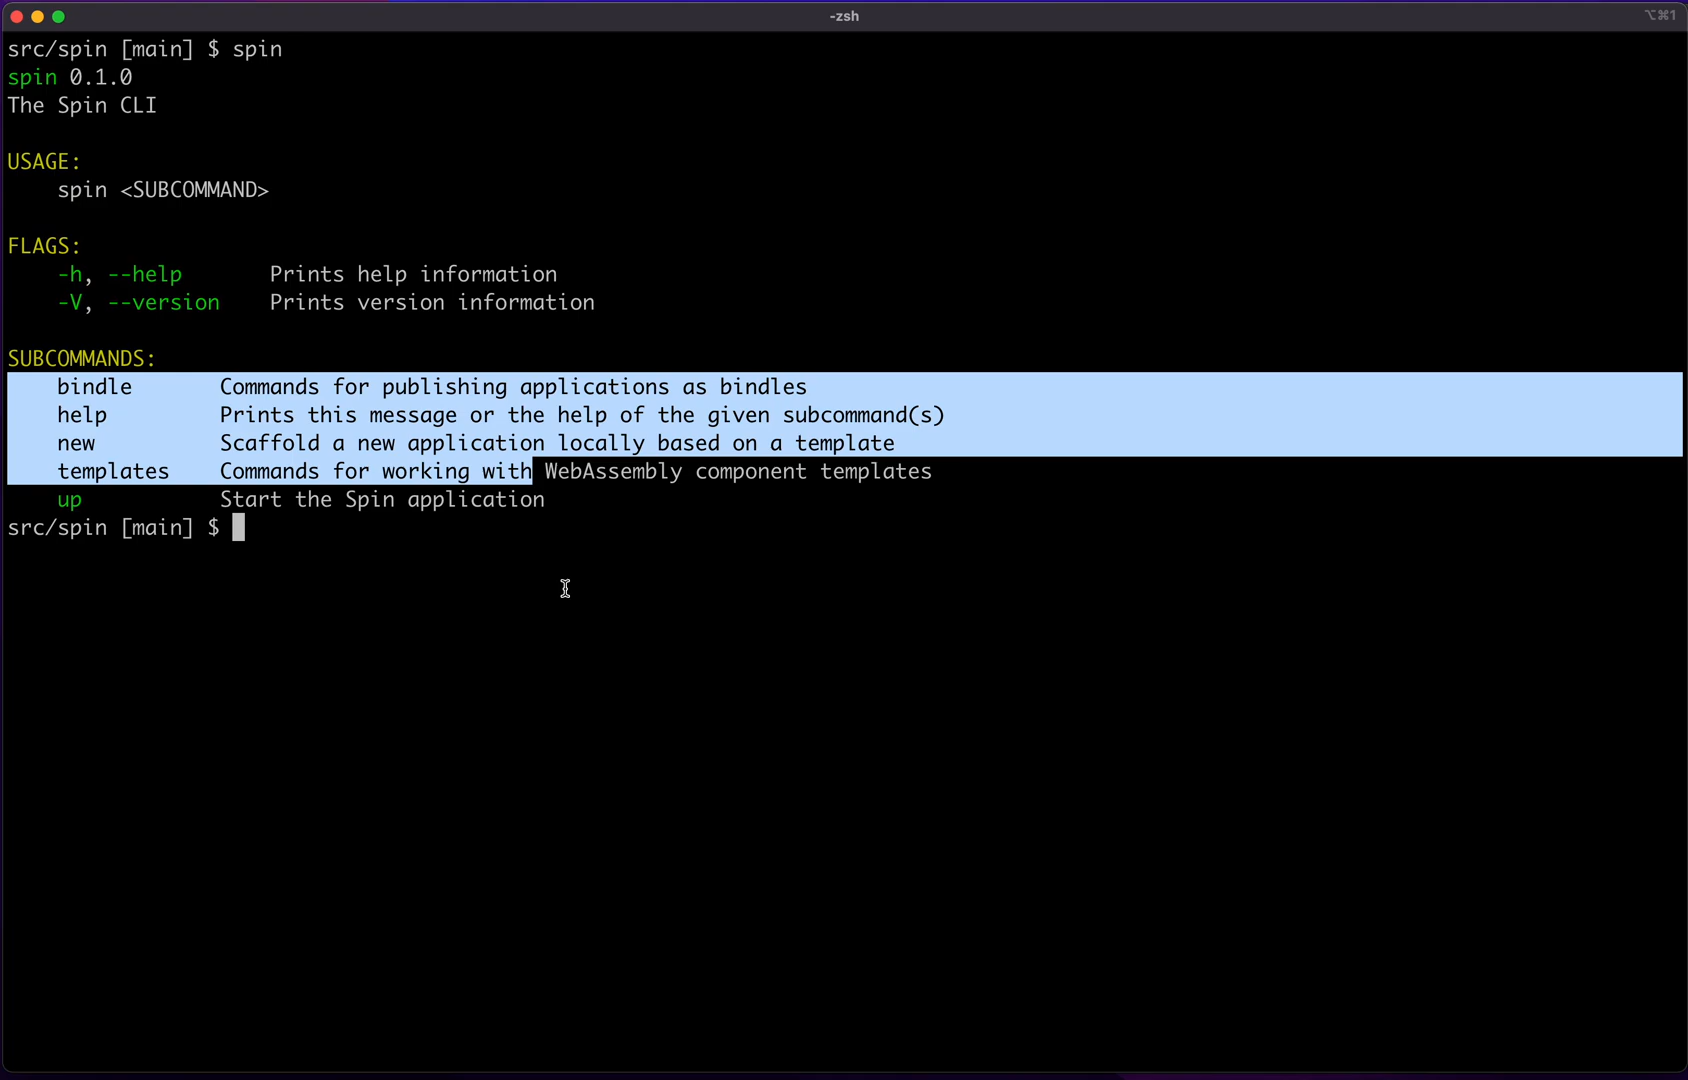 -zsh
⌥⌘1
src/spin [main] $ spin
spin 0.1.0
The Spin CLI
USAGE:
    spin <SUBCOMMAND>
FLAGS:
    -h, --help       Prints help information
    -V, --version    Prints version information
SUBCOMMANDS:
    bindle       Commands for publishing applications as bindles
    help         Prints this message or the help of the given subcommand(s)
    new          Scaffold a new application locally based on a template
    templates    Commands for working with WebAssembly component templates
    up           Start the Spin application
src/spin [main] $